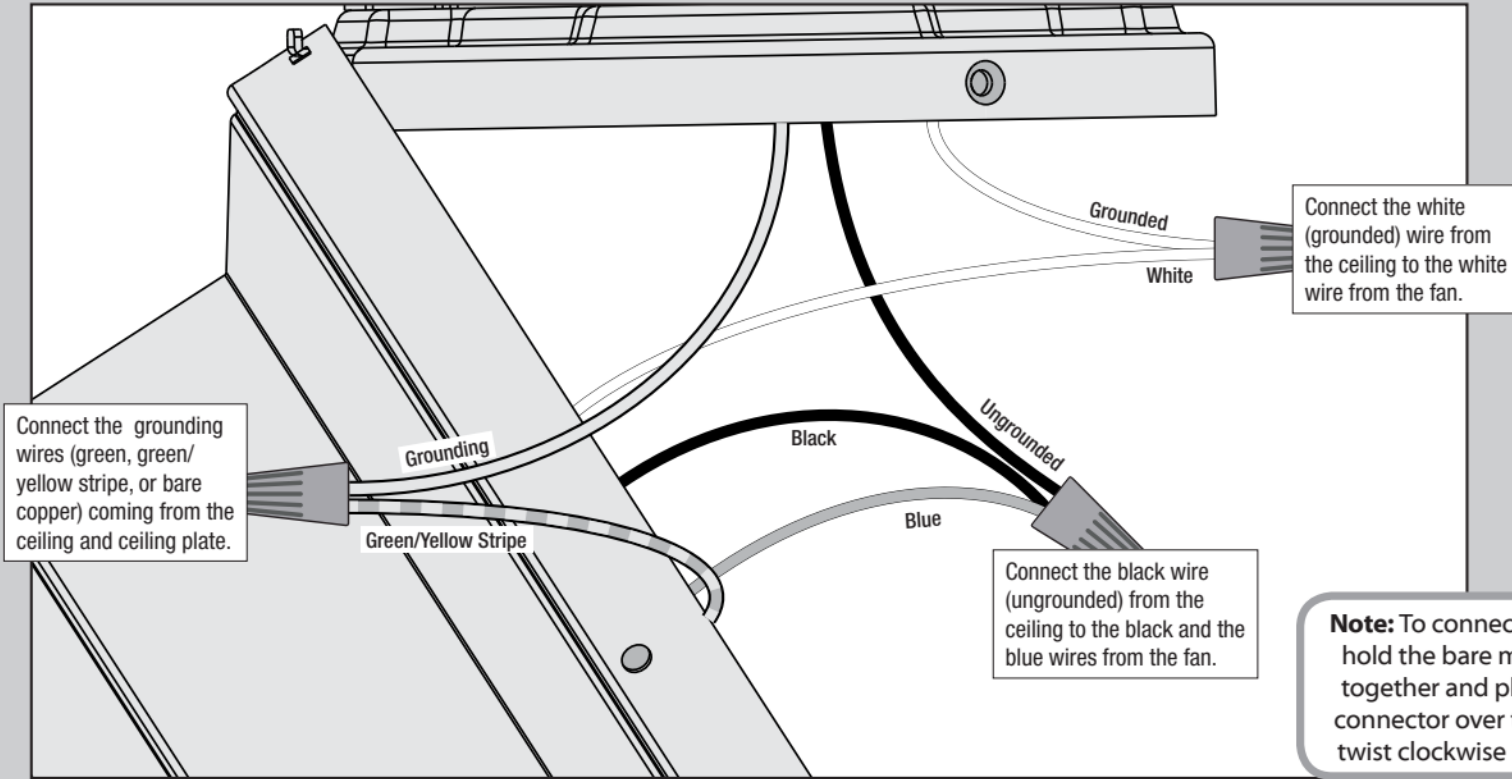 Grounded
White
Connect the white
(grounded) wire from
the ceiling to the white
wire from the fan.
Connect the grounding
wires (green, green/
yellow stripe, or bare
copper) coming from the
ceiling and ceiling plate.
Grounding
Green/Yellow Stripe
Black
Ungrounded
Blue
Connect the black wire
(ungrounded) from the
ceiling to the black and the
blue wires from the fan.
Note: To connec
hold the bare m
together and pl
connector over
twist clockwise